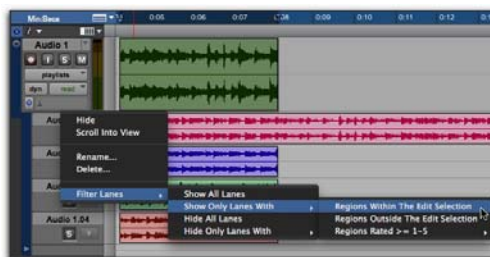 Min:Secs
0:05
0:06
0:07
0:08
0:09
0:10
0:11
0:12
Audio 1
I S M
playlists
dyn read
Hide
Scroll Into View
Rename...
Delete...
Filter Lanes
Show All Lanes
Show Only Lanes With
Hide All Lanes
Hide Only Lanes With
Regions Within The Edit Selection
Regions Outside The Edit Selection
Regions Rated >= 1-5
Audio 1.04
S